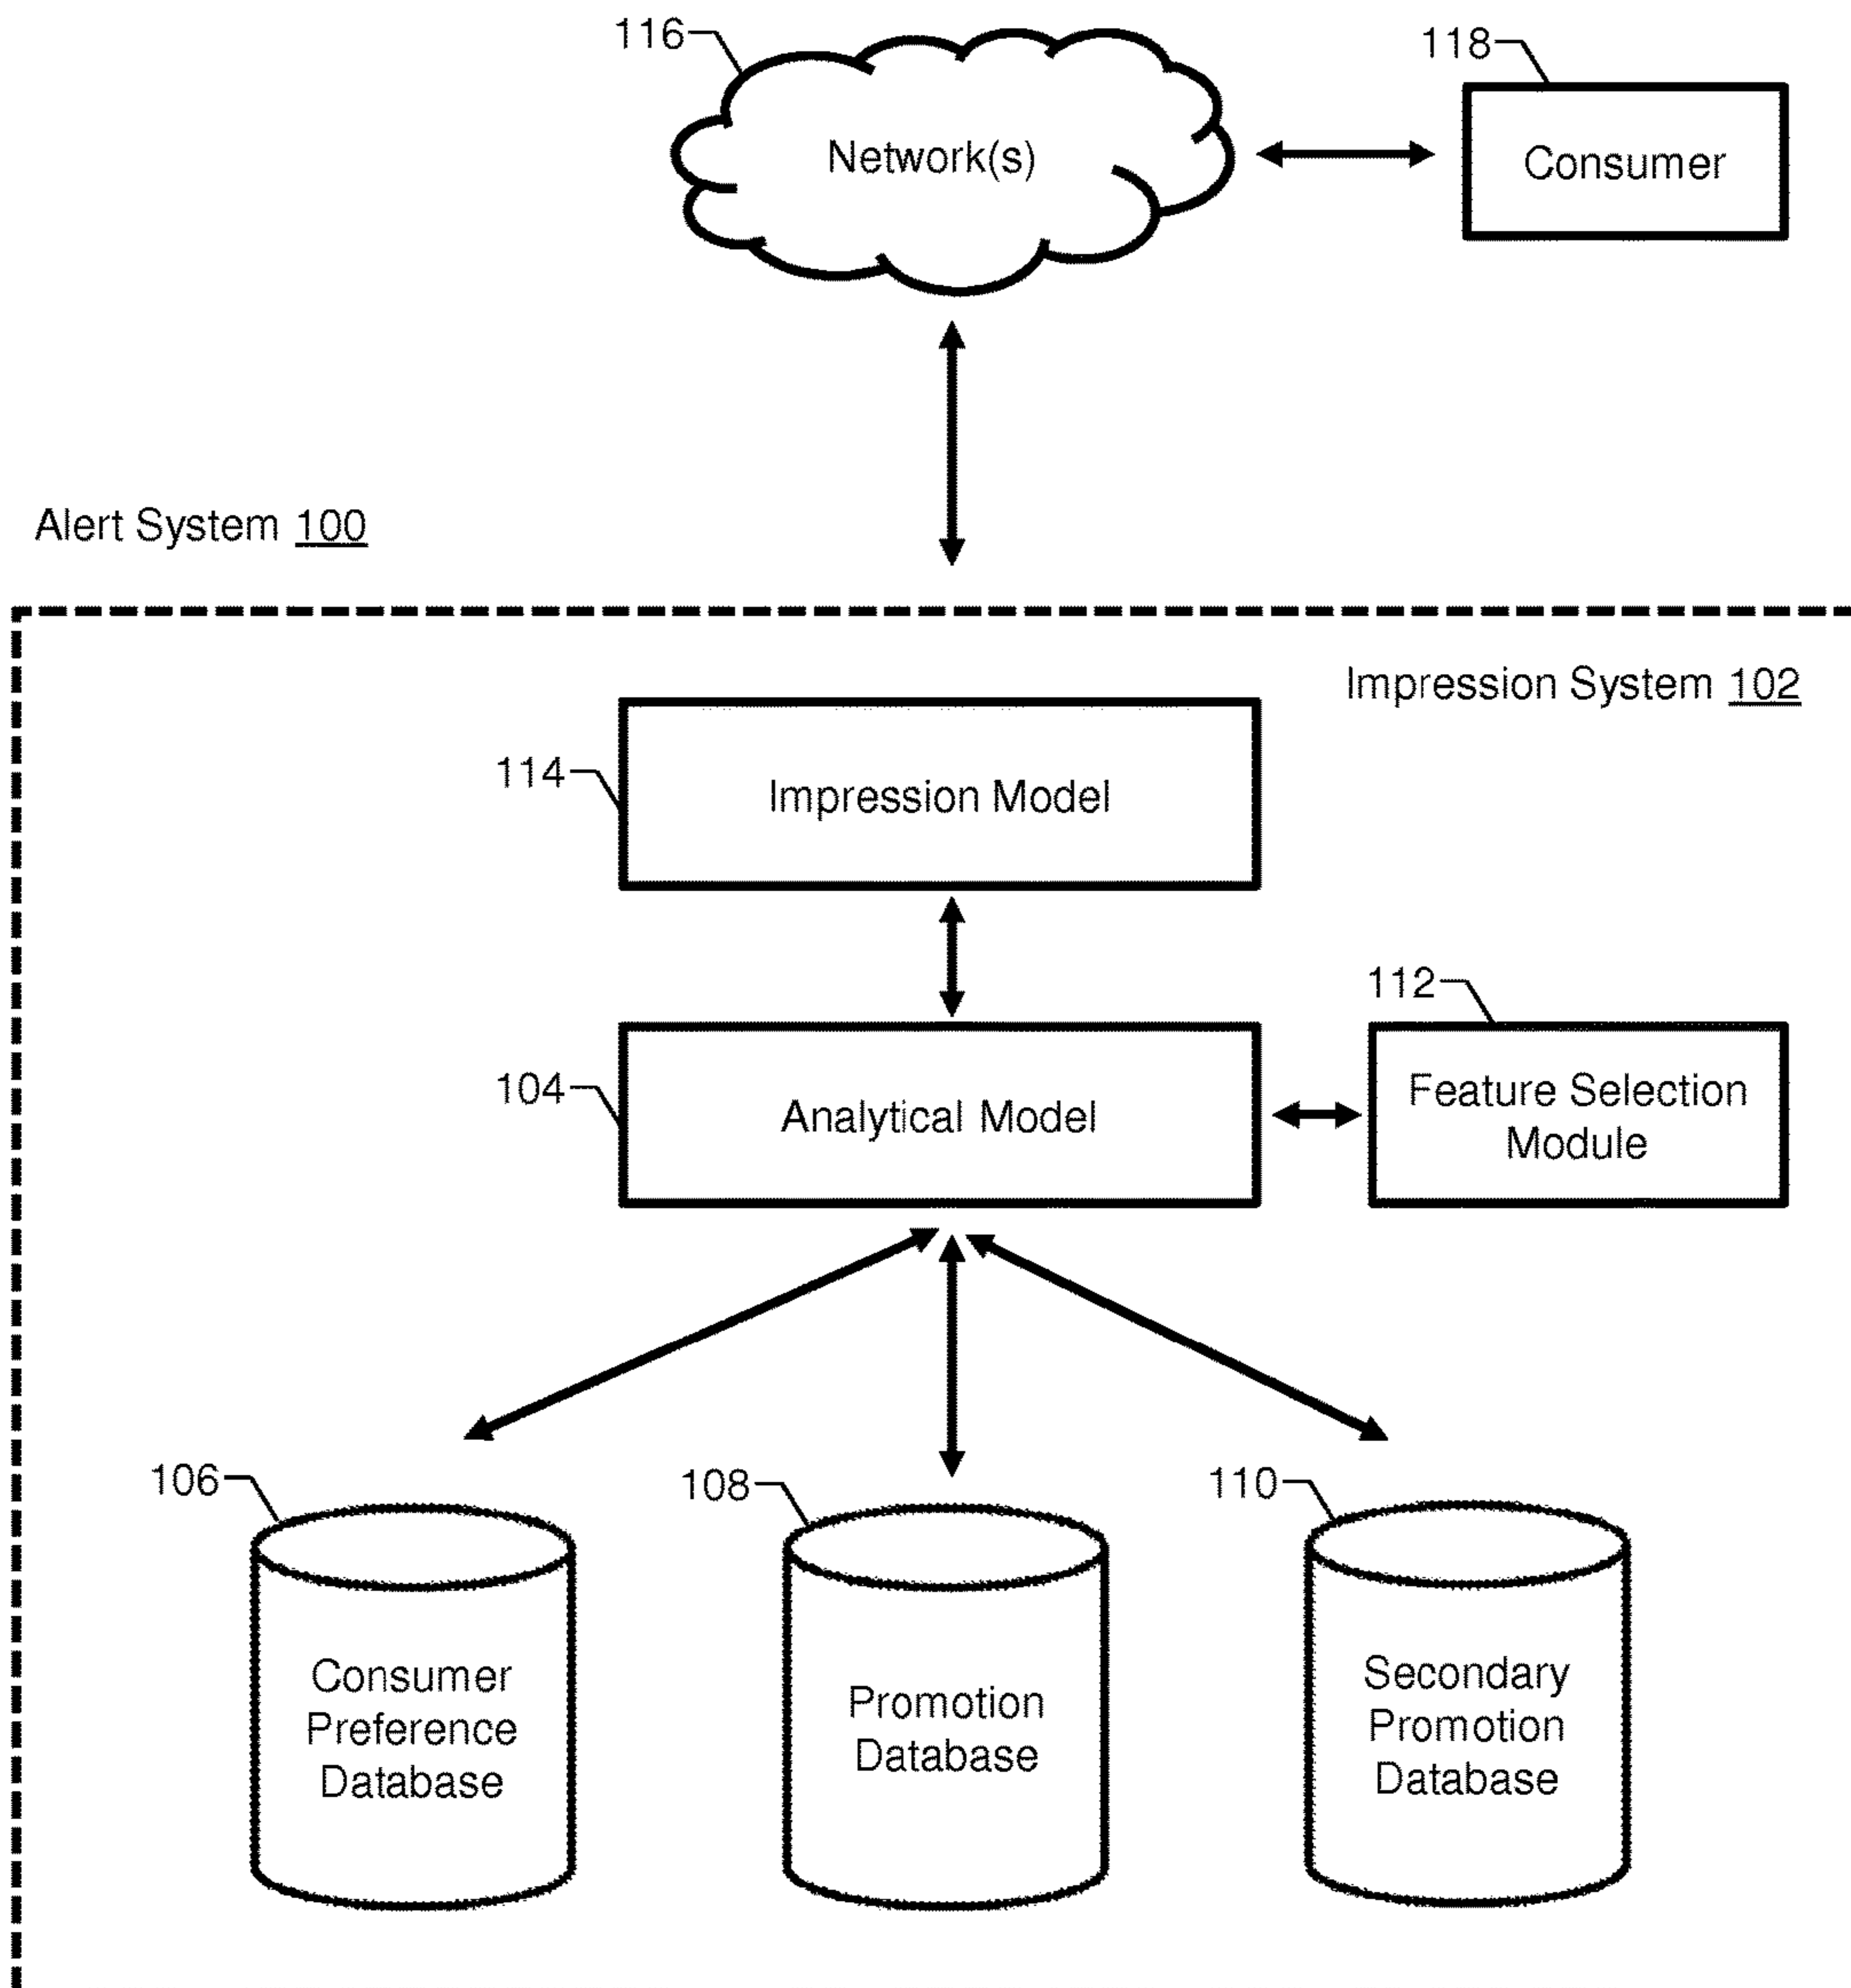 116
118
Network(s)
Consumer
Alert System 100
Impression System 102
114
Impression Model
112
104
Analytical Model
Feature Selection
Module
106
108
110
Consumer
Preference
Database
Promotion
Database
Secondary
Promotion
Database